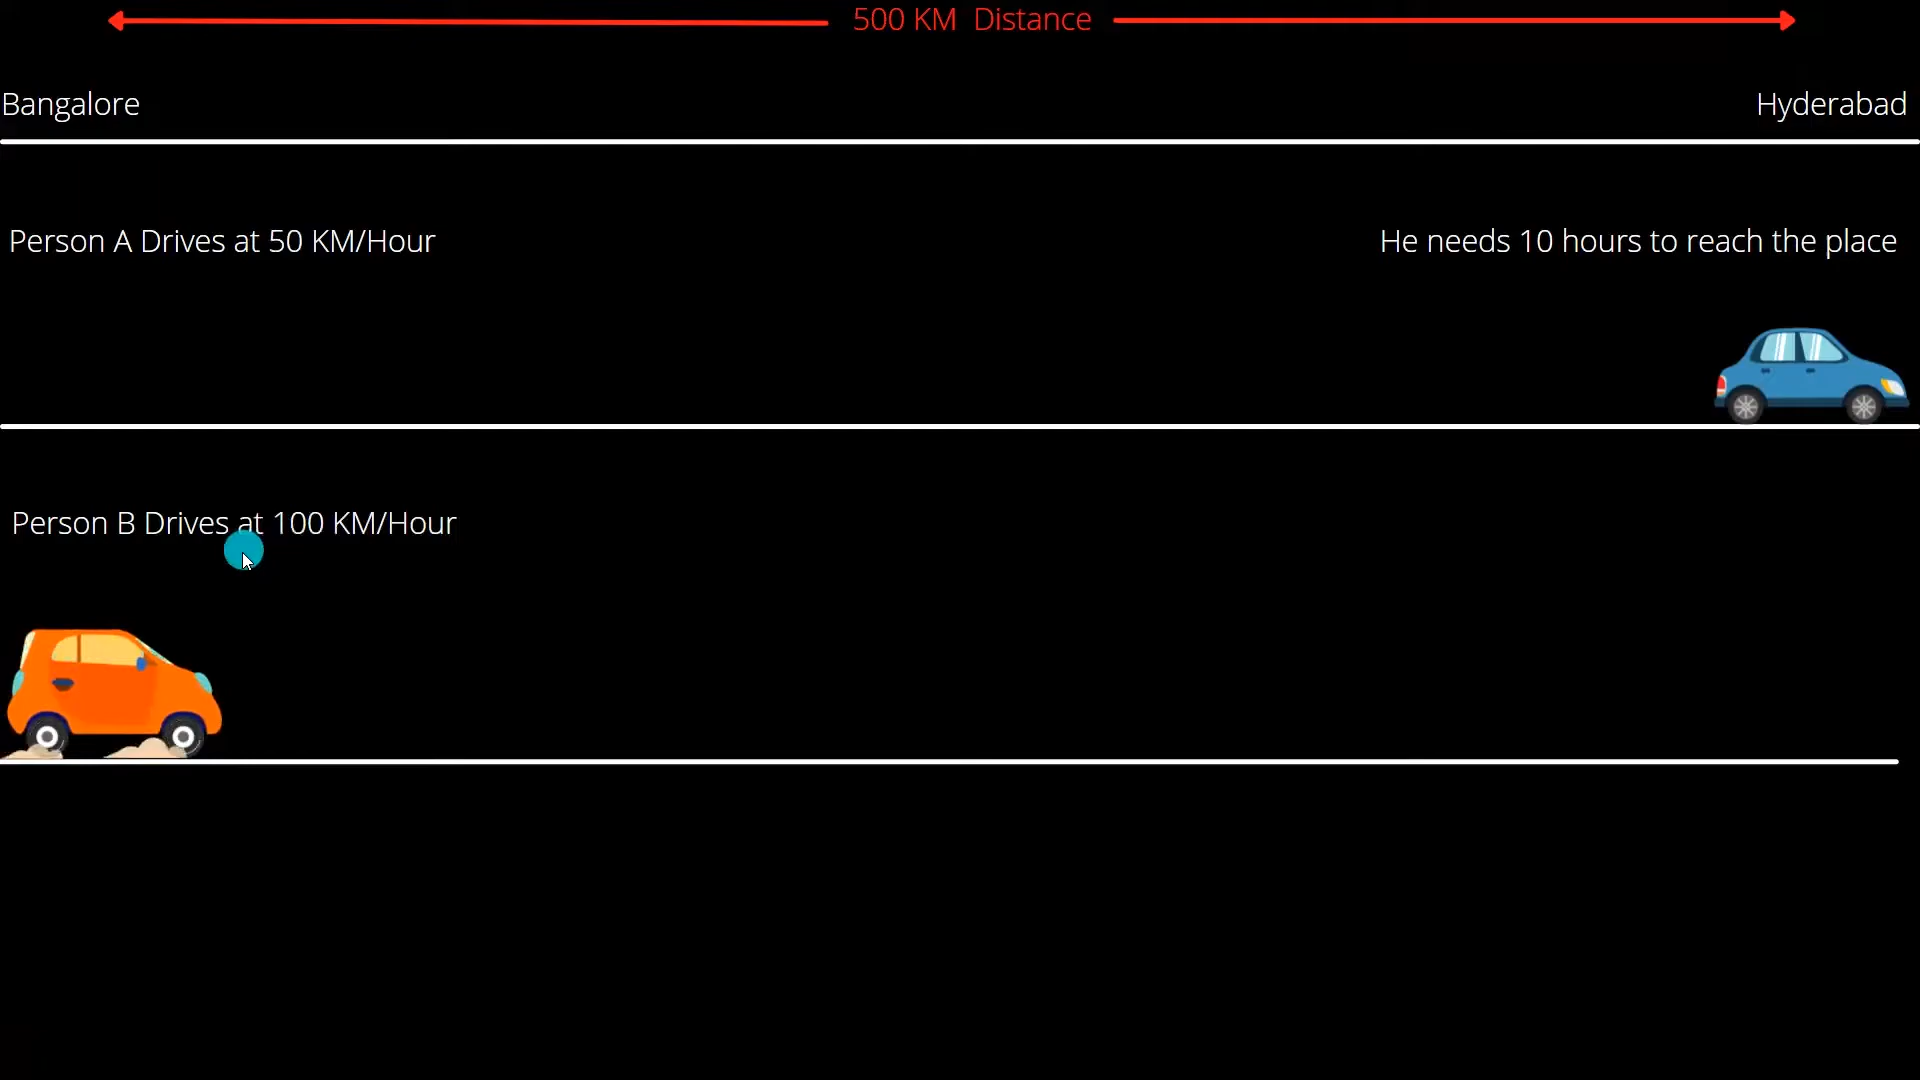 500 KM Distance
Bangalore
Hyderabad
Person A Drives at 50 KM/Hour
He needs 10 hours to reach the place
Person B Drives at 100 KM/Hour